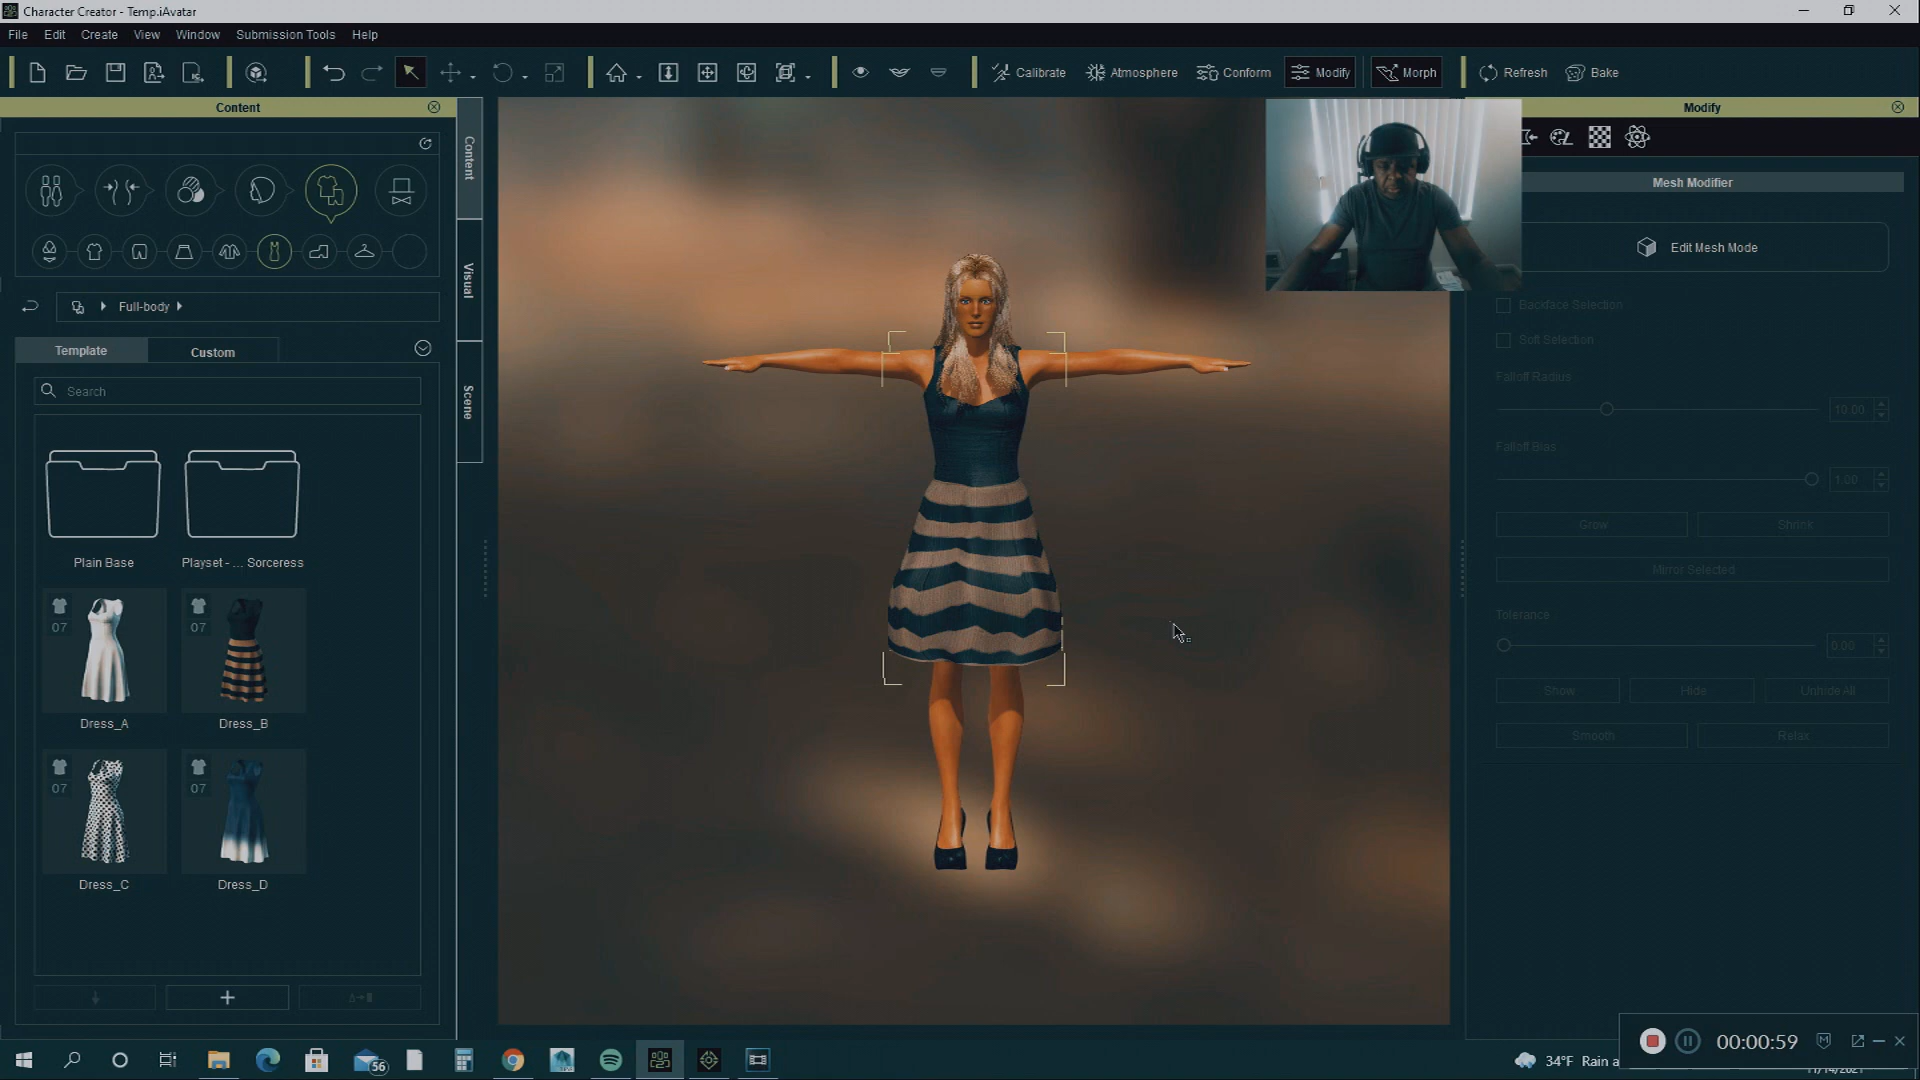 Character Creator - Temp.iAvatar
File Edit Create View Window Submission Tools Help
Calibrate Atmosphere Conform Modify Morph Refresh Bake
Content
Modify
Content
Visual
Scene
Full-body
Template Custom
Search
Plain Base
Playset - ... Sorceress
07
Dress_A
07
Dress_B
07
Dress_C
07
Dress_D
Mesh Modifier
Edit Mesh Mode
Backface Selection
Soft Selection
Falloff Radius
10.00
Falloff Bias
1.00
Grow Shrink
Mirror Selected
Tolerance
0.00
Show Hide Unhide All
Smooth Relax
56
34°F Rain a
00:00:59